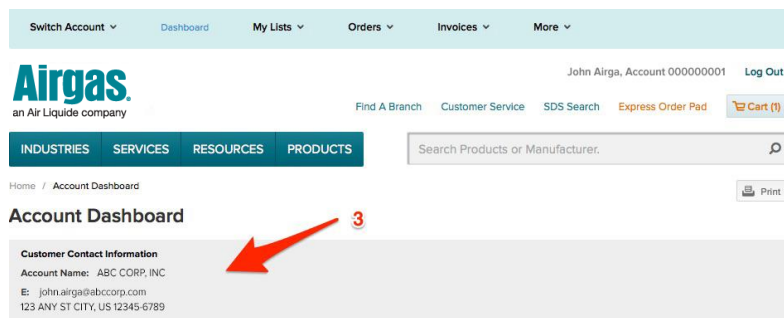 Switch Account Dashboard My Lists Orders Invoices More
John Airga, Account 000000001 Log Out
Airgas.
an Air Liquide company
Find A Branch Customer Service SDS Search Express Order Pad Cart (1)
INDUSTRIES SERVICES RESOURCES PRODUCTS Search Products or Manufacturer.
Home / Account Dashboard
Print
Account Dashboard
3
Customer Contact Information
Account Name: ABC CORP, INC
E: john.airga@abccorp.com
123 ANY ST CITY, US 12345-6789